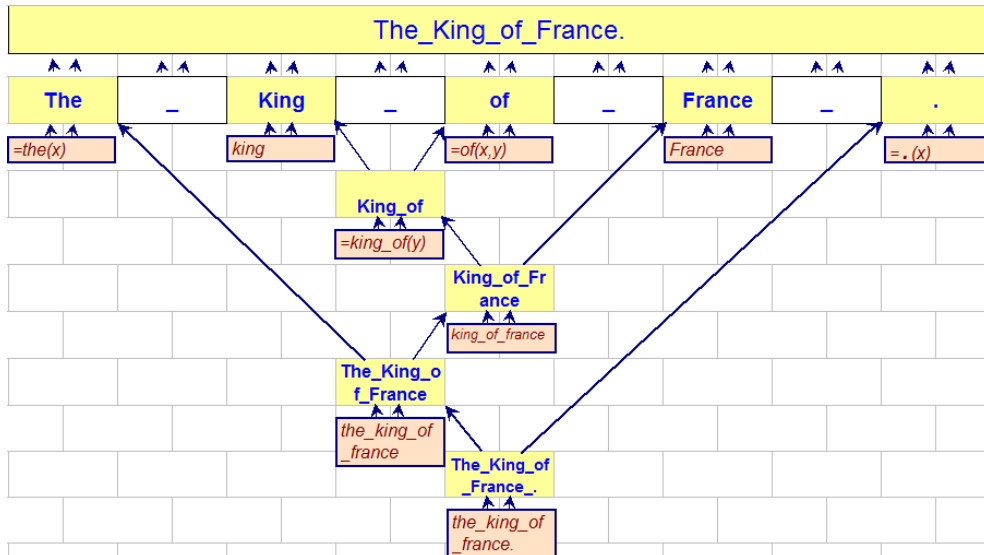 The_King_of_France.
The _ King _ of _ France _ .
=the(x) king =of(x,y) France =.(x)
King_of
=king_of(y)
King_of_Fr
ance
king_of_france
The_King_o
f_France
the_king_of
_france
The_King_of
_France_.
the_king_of
_france.